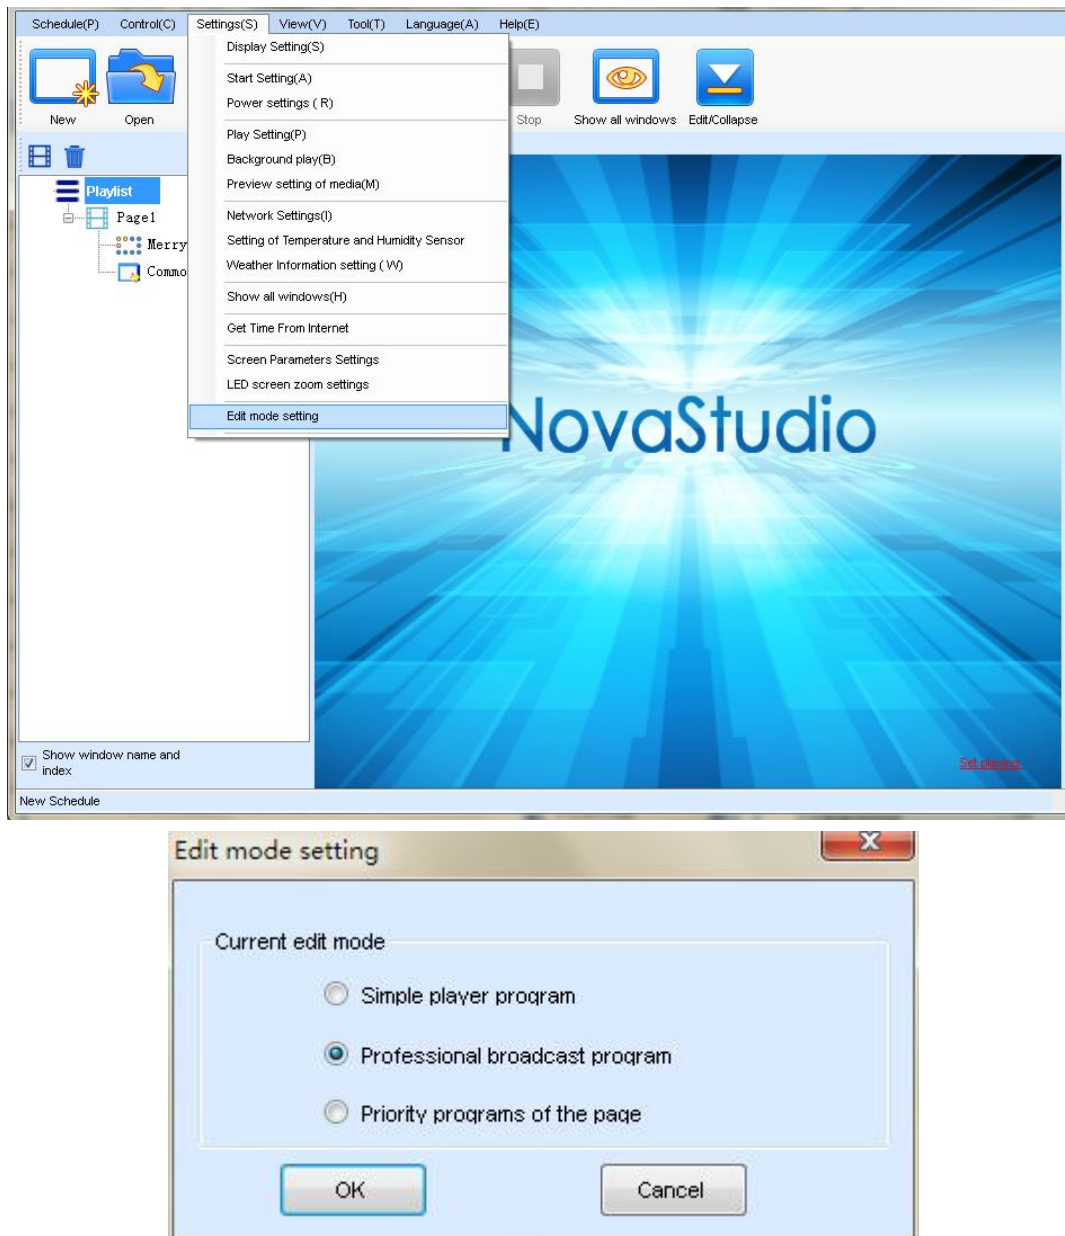 Schedule(P) Control(C) Settings(S) View(V) Tool(T) Language(A) Help(E)
Display Setting(S)
Start Setting(A)
Power settings ( R)
Play Setting(P)
Background play(B)
Preview setting of media(M)
Network Settings(I)
Setting of Temperature and Humidity Sensor
Weather Information setting ( W)
Show all windows(H)
Get Time From Internet
Screen Parameters Settings
LED screen zoom settings
Edit mode setting
New Open Stop Show all windows Edit/Collapse
Playlist
Page1
Merry
Commo
NovaStudio
Show window name and
index
New Schedule
Edit mode setting
Current edit mode
Simple player program
Professional broadcast program
Priority programs of the page
OK Cancel